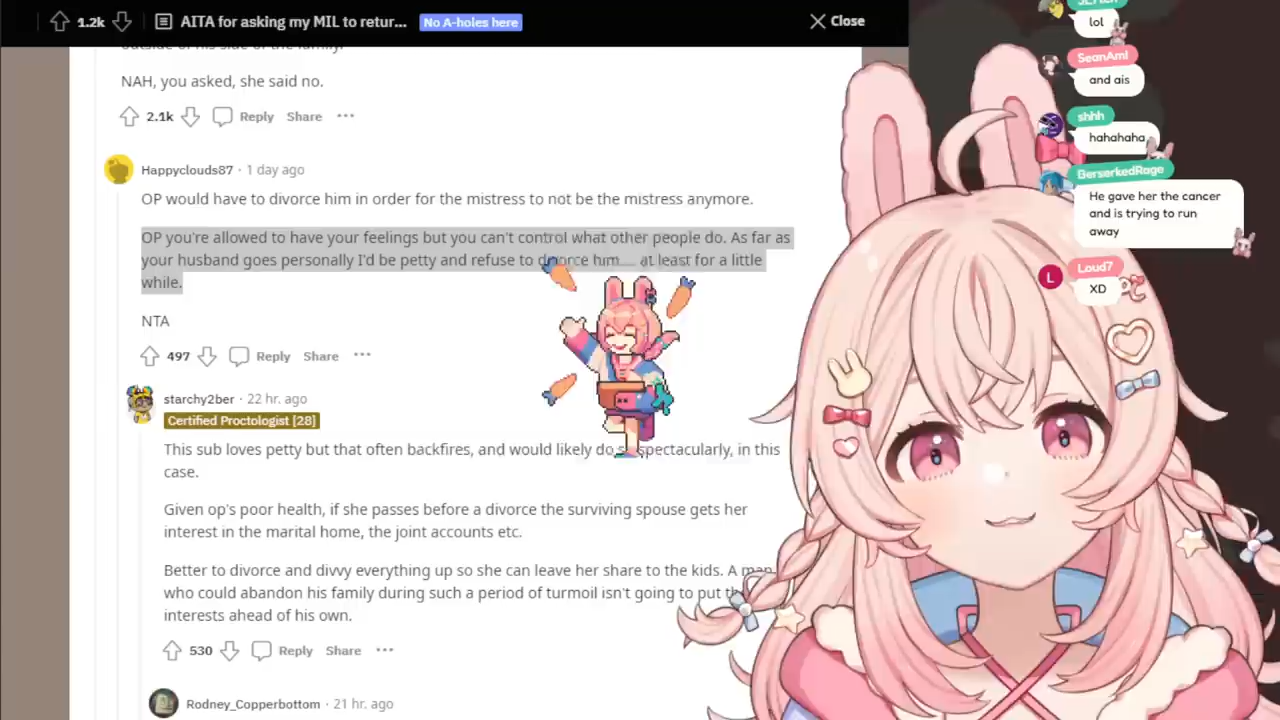 1.2k AITA for asking my MIL to retur... No A-holes here Close
NAH, you asked, she said no.
2.1k Reply Share ...
Happyclouds87 · 1 day ago
OP would have to divorce him in order for the mistress to not be the mistress anymore.
OP you're allowed to have your feelings but you can't control what other people do. As far as
your husband goes personally I'd be petty and refuse to divorce him.... at least for a little
while.
NTA
497 Reply Share ...
starchy2ber · 22 hr. ago
Certified Proctologist [28]
This sub loves petty but that often backfires, and would likely do so spectacularly, in this
case.
Given op's poor health, if she passes before a divorce the surviving spouse gets her
interest in the marital home, the joint accounts etc.
Better to divorce and divvy everything up so she can leave her share to the kids. A man
who could abandon his family during such a period of turmoil isn't going to put
interests ahead of his own.
530 Reply Share ...
Rodney_Copperbottom · 21 hr. ago
lol
SeanAml
and ais
shhh
hahahaha
BerserkedRage
He gave her the cancer
and is trying to run
away
Loud7
L
XD